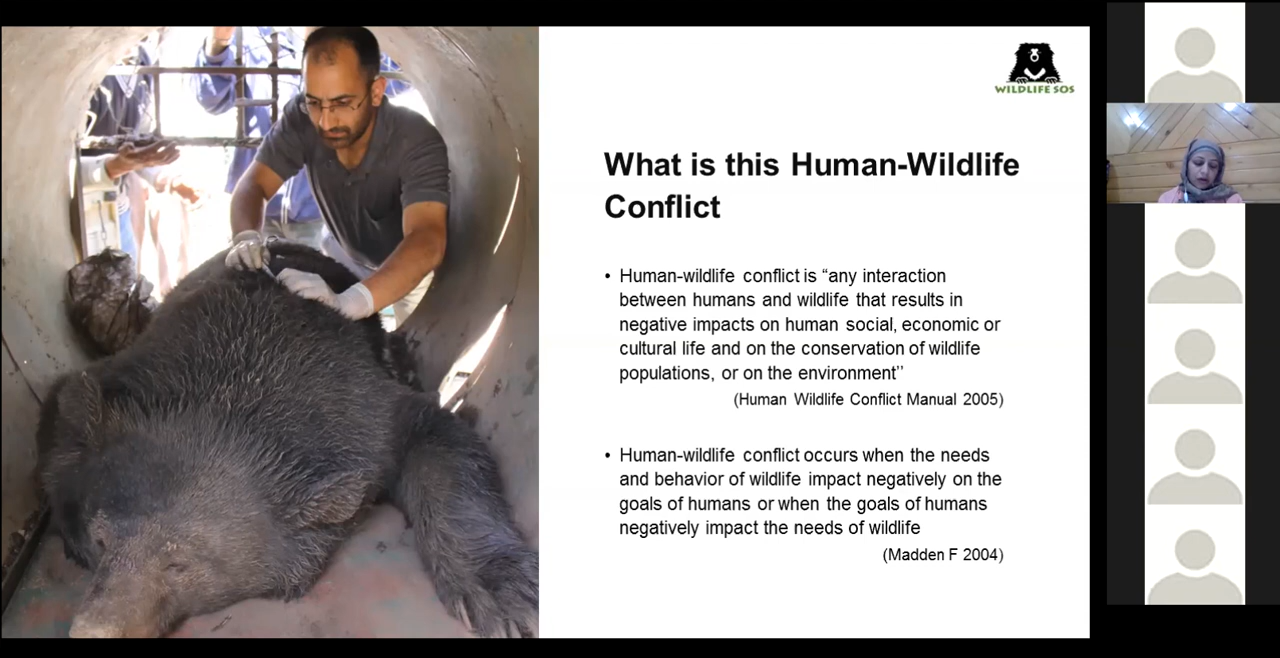 WILDLIFE SOS
What is this Human-Wildlife
Conflict
• Human-wildlife conflict is “any interaction
between humans and wildlife that results in
negative impacts on human social, economic or
cultural life and on the conservation of wildlife
populations, or on the environment’’
(Human Wildlife Conflict Manual 2005)
• Human-wildlife conflict occurs when the needs
and behavior of wildlife impact negatively on the
goals of humans or when the goals of humans
negatively impact the needs of wildlife
(Madden F 2004)